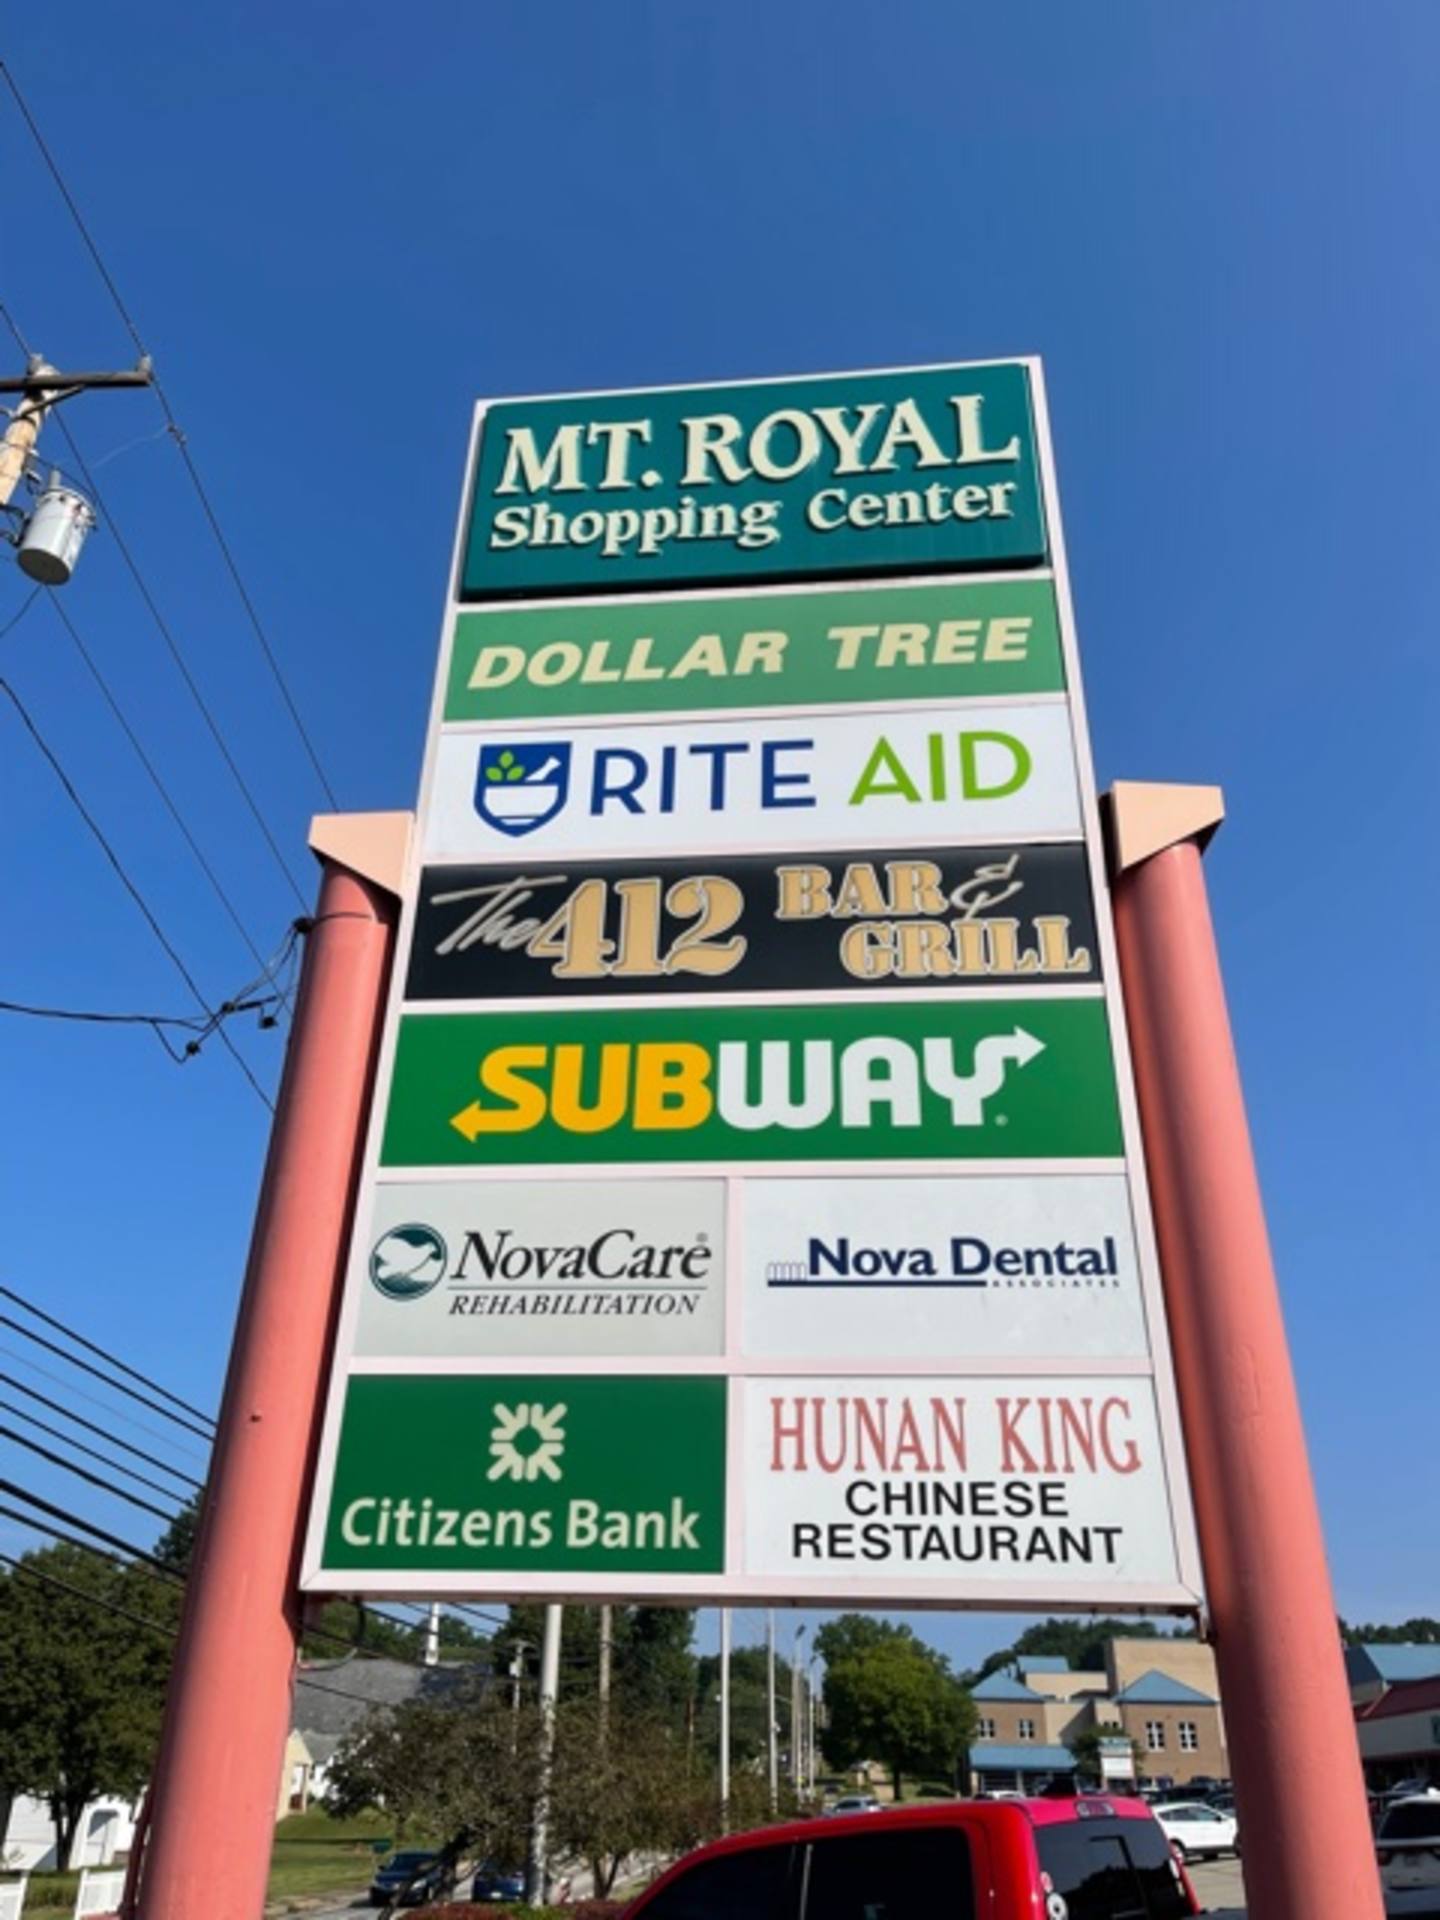 MT. ROYAL
Shopping Center
DOLLAR TREE
RITE AID
The 412 BAR &
GRILL
SUBWAY®
NovaCare®
REHABILITATION
Nova Dental
ASSOCIATES
Citizens Bank
HUNAN KING
CHINESE
RESTAURANT